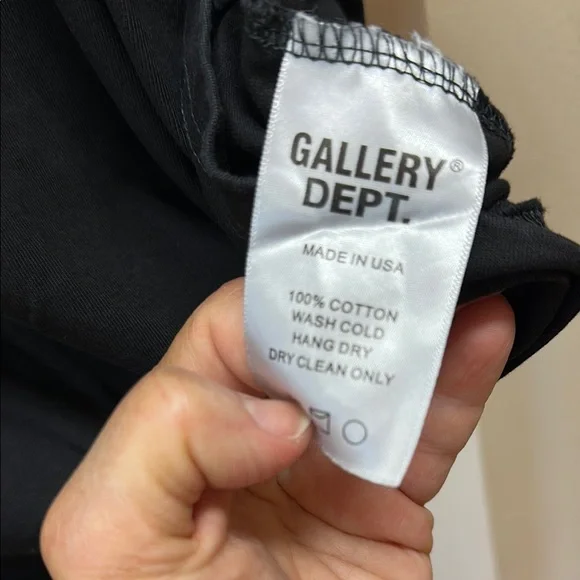 GALLERY®
DEPT.
MADE IN USA
100% COTTON
WASH COLD
HANG DRY
DRY CLEAN ONLY